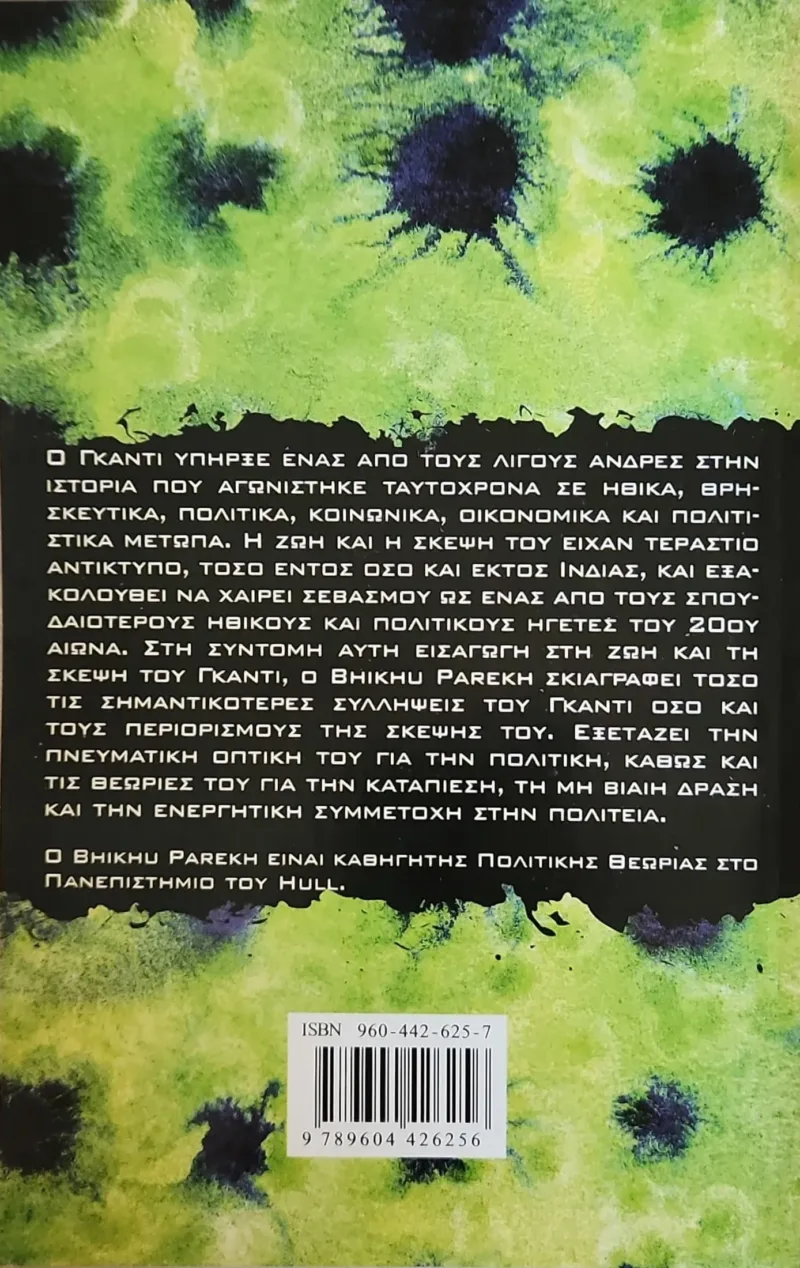 Ο ΓΚΑΝΤΙ ΥΠΗΡΞΕ ΕΝΑΣ ΑΠΟ ΤΟΥΣ ΛΙΓΟΥΣ ΑΝΔΡΕΣ ΣΤΗΝ
ΙΣΤΟΡΙΑ ΠΟΥ ΑΓΩΝΙΣΤΗΚΕ ΤΑΥΤΟΧΡΟΝΑ ΣΕ ΗΘΙΚΑ, ΘΡΗ-
ΣΚΕΥΤΙΚΑ, ΠΟΛΙΤΙΚΑ, ΚΟΙΝΩΝΙΚΑ, ΟΙΚΟΝΟΜΙΚΑ ΚΑΙ ΠΟΛΙΤΙ-
ΣΤΙΚΑ ΜΕΤΩΠΑ. Η ΖΩΗ ΚΑΙ Η ΣΚΕΨΗ ΤΟΥ ΕΙΧΑΝ ΤΕΡΑΣΤΙΟ
ΑΝΤΙΚΤΥΠΟ, ΤΟΣΟ ΕΝΤΟΣ ΟΣΟ ΚΑΙ ΕΚΤΟΣ ΙΝΔΙΑΣ, ΚΑΙ ΕΞΑ-
ΚΟΛΟΥΘΕΙ ΝΑ ΧΑΙΡΕΙ ΣΕΒΑΣΜΟΥ ΩΣ ΕΝΑΣ ΑΠΟ ΤΟΥΣ ΣΠΟΥ-
ΔΑΙΟΤΕΡΟΥΣ ΗΘΙΚΟΥΣ ΚΑΙ ΠΟΛΙΤΙΚΟΥΣ ΗΓΕΤΕΣ ΤΟΥ 20ΟΥ
ΑΙΩΝΑ. ΣΤΗ ΣΥΝΤΟΜΗ ΑΥΤΗ ΕΙΣΑΓΩΓΗ ΣΤΗ ΖΩΗ ΚΑΙ ΤΗ
ΣΚΕΨΗ ΤΟΥ ΓΚΑΝΤΙ, Ο BHIKHU PAREKH ΣΚΙΑΓΡΑΦΕΙ ΤΟΣΟ
ΤΙΣ ΣΗΜΑΝΤΙΚΟΤΕΡΕΣ ΣΥΛΛΗΨΕΙΣ ΤΟΥ ΓΚΑΝΤΙ ΟΣΟ ΚΑΙ
ΤΟΥΣ ΠΕΡΙΟΡΙΣΜΟΥΣ ΤΗΣ ΣΚΕΨΗΣ ΤΟΥ. ΕΞΕΤΑΖΕΙ ΤΗΝ
ΠΝΕΥΜΑΤΙΚΗ ΟΠΤΙΚΗ ΤΟΥ ΓΙΑ ΤΗΝ ΠΟΛΙΤΙΚΗ, ΚΑΘΩΣ ΚΑΙ
ΤΙΣ ΘΕΩΡΙΕΣ ΤΟΥ ΓΙΑ ΤΗΝ ΚΑΤΑΠΙΕΣΗ, ΤΗ ΜΗ ΒΙΑΙΗ ΔΡΑΣΗ
ΚΑΙ ΤΗΝ ΕΝΕΡΓΗΤΙΚΗ ΣΥΜΜΕΤΟΧΗ ΣΤΗΝ ΠΟΛΙΤΕΙΑ.
Ο BHIKHU PAREKH ΕΙΝΑΙ ΚΑΘΗΓΗΤΗΣ ΠΟΛΙΤΙΚΗΣ ΘΕΩΡΙΑΣ ΣΤΟ
ΠΑΝΕΠΙΣΤΗΜΙΟ ΤΟΥ HULL.
ISBN 960-442-625-7
9 789604 426256